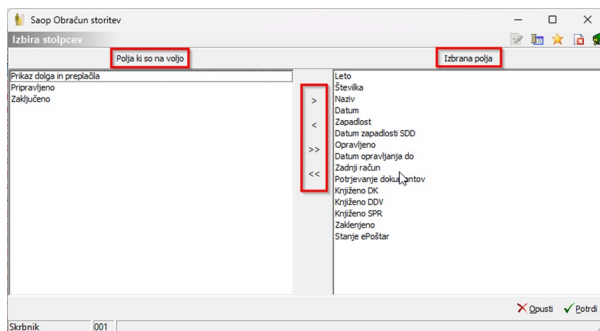 Saop Obračun storitev
Izbira stolpcev
Polja ki so na voljo
Izbrana polja
Prikaz dolga in preplačila
Pripravljeno
Zaključeno
>
<
>>
<<
Leto
Številka
Naziv
Datum
Zapadlost
Datum zapadlosti SDD
Opravljeno
Datum opravljanja do
Zadnji račun
Potrjevanje dokumentov
Knjiženo DK
Knjiženo DDV
Knjiženo SPR
Zaklenjeno
Stanje ePoštar
Opusti
Potrdi
Skrbnik 001